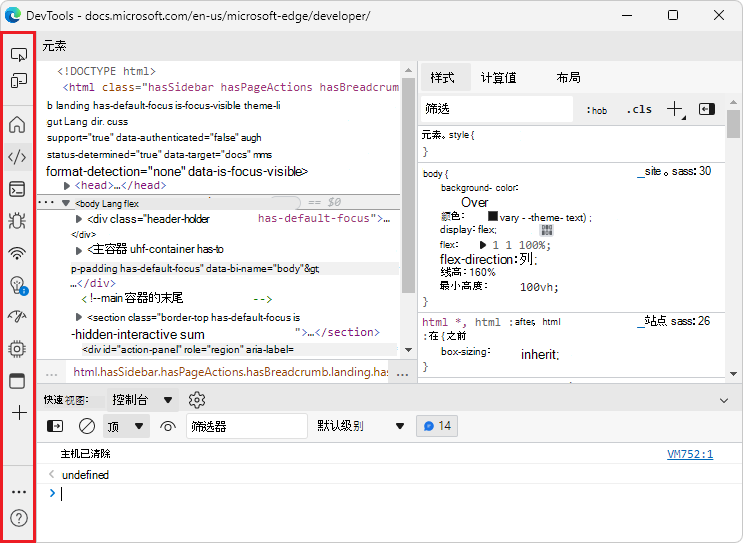 DevTools - docs.microsoft.com/en-us/microsoft-edge/developer/
元素
<!DOCTYPE html>
<html class="hasSidebar hasPageActions hasBreadcrum
b landing has-default-focus is-focus-visible theme-li
gut Lang dir. cuss
support="true" data-authenticated="false" augh
status-determined="true" data-target="docs" mms
format-detection="none" data-is-focus-visible>
<head>…</head>
<body Lang flex == $0
<div class="header-holder has-default-focus">…
</div>
<主容器 uhf-container has-to
p-padding has-default-focus" data-bi-name="body"&gt;
…</div>
<!--main 容器的末尾 -->
<section class="border-top has-default-focus is
-hidden-interactive sum ">…</section>
<div id="action-panel" role="region" aria-label=
… html.hasSidebar.hasPageActions.hasBreadcrumb.landing.has …
样式 计算值 布局
筛选 :hob .cls
元素。style {
}
body { _site 。sass: 30
background- color:
Over
颜色: vary - -theme- text) ;
display: flex;
flex: 1 1 100%;
flex-direction: 列;
线高: 160%
最小高度: 100vh;
}
html *, html : after, html _站点 sass: 26
:在 {之前
box-sizing: inherit;
}
快速视图: 控制台
顶 筛选器 默认级别 14
主机已清除 VM752:1
undefined